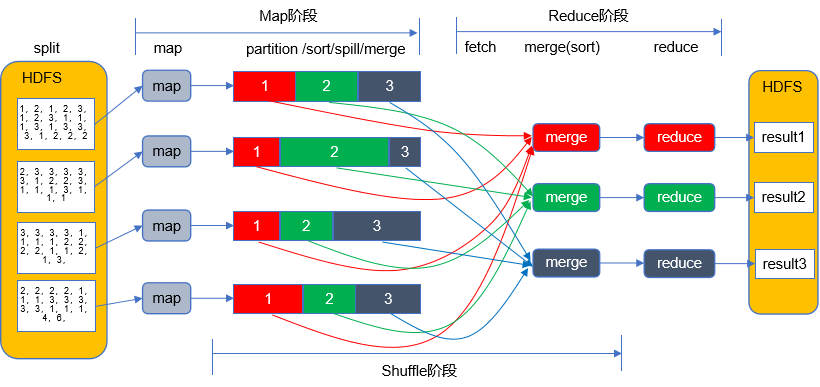 Map阶段
Reduce阶段
split
map
partition /sort/spill/merge
fetch
merge(sort)
reduce
HDFS
HDFS
1, 2, 1, 2, 3,
1, 2, 3, 1, 1,
1, 3, 1, 3, 3,
3, 1, 2, 2, 2
map
1
2
3
merge
reduce
result1
2, 3, 3, 3, 3,
3, 1, 2, 2, 3,
1, 1, 1, 3, 1,
1, 1
map
1
2
3
merge
reduce
result2
3, 3, 3, 3, 1,
1, 1, 1, 2, 2,
2, 2, 1, 1, 2,
1, 3,
map
1
2
3
merge
reduce
result3
2, 2, 2, 2, 1,
1, 1, 3, 3, 3,
3, 3, 1, 1, 1,
4, 6,
map
1
2
3
Shuffle阶段